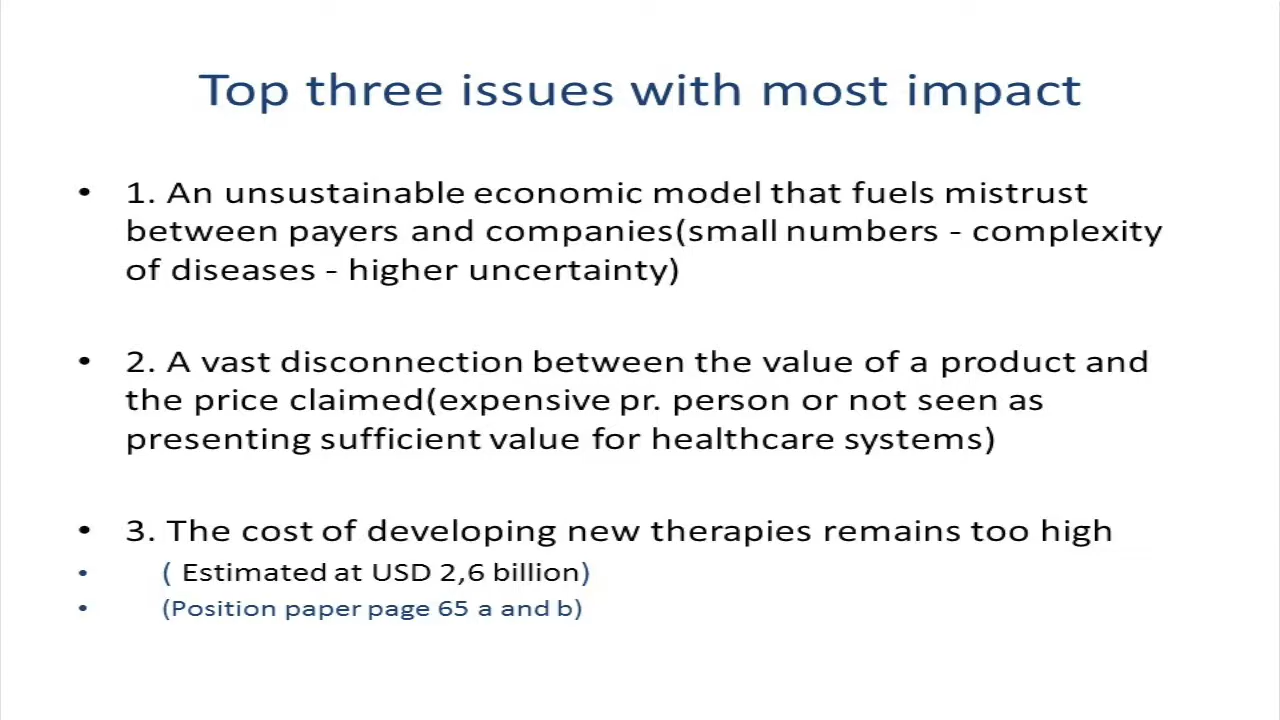 Top three issues with most impact
• 1. An unsustainable economic model that fuels mistrust
between payers and companies(small numbers - complexity
of diseases - higher uncertainty)
• 2. A vast disconnection between the value of a product and
the price claimed(expensive pr. person or not seen as
presenting sufficient value for healthcare systems)
• 3. The cost of developing new therapies remains too high
• ( Estimated at USD 2,6 billion)
• (Position paper page 65 a and b)